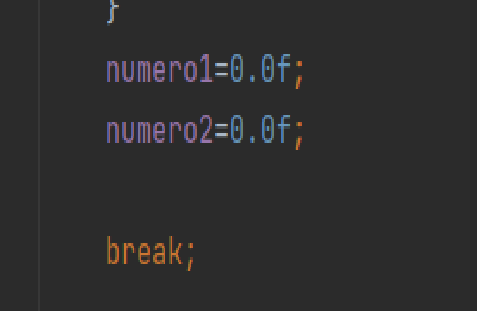 }
numero1=0.0f;
numero2=0.0f;
break;